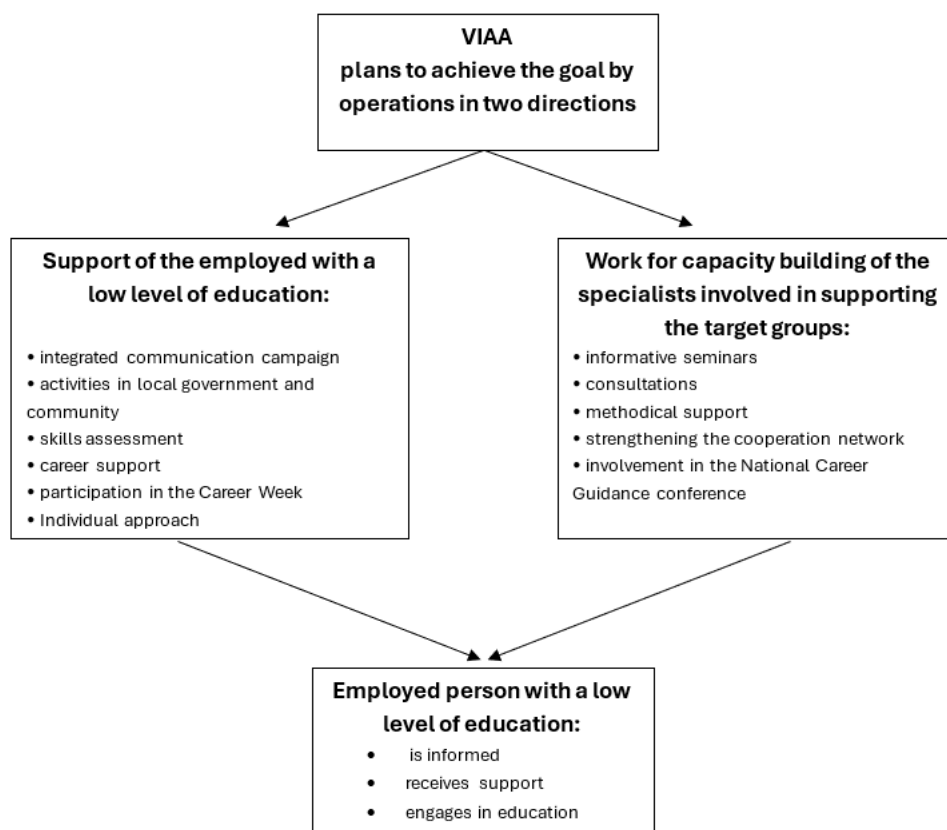 VIAA
plans to achieve the goal by
operations in two directions
Support of the employed with a
low level of education:
• integrated communication campaign
• activities in local government and
community
• skills assessment
• career support
• participation in the Career Week
• Individual approach
Work for capacity building of the
specialists involved in supporting
the target groups:
• informative seminars
• consultations
• methodical support
• strengthening the cooperation network
• involvement in the National Career
Guidance conference
Employed person with a low
level of education:
• is informed
• receives support
• engages in education